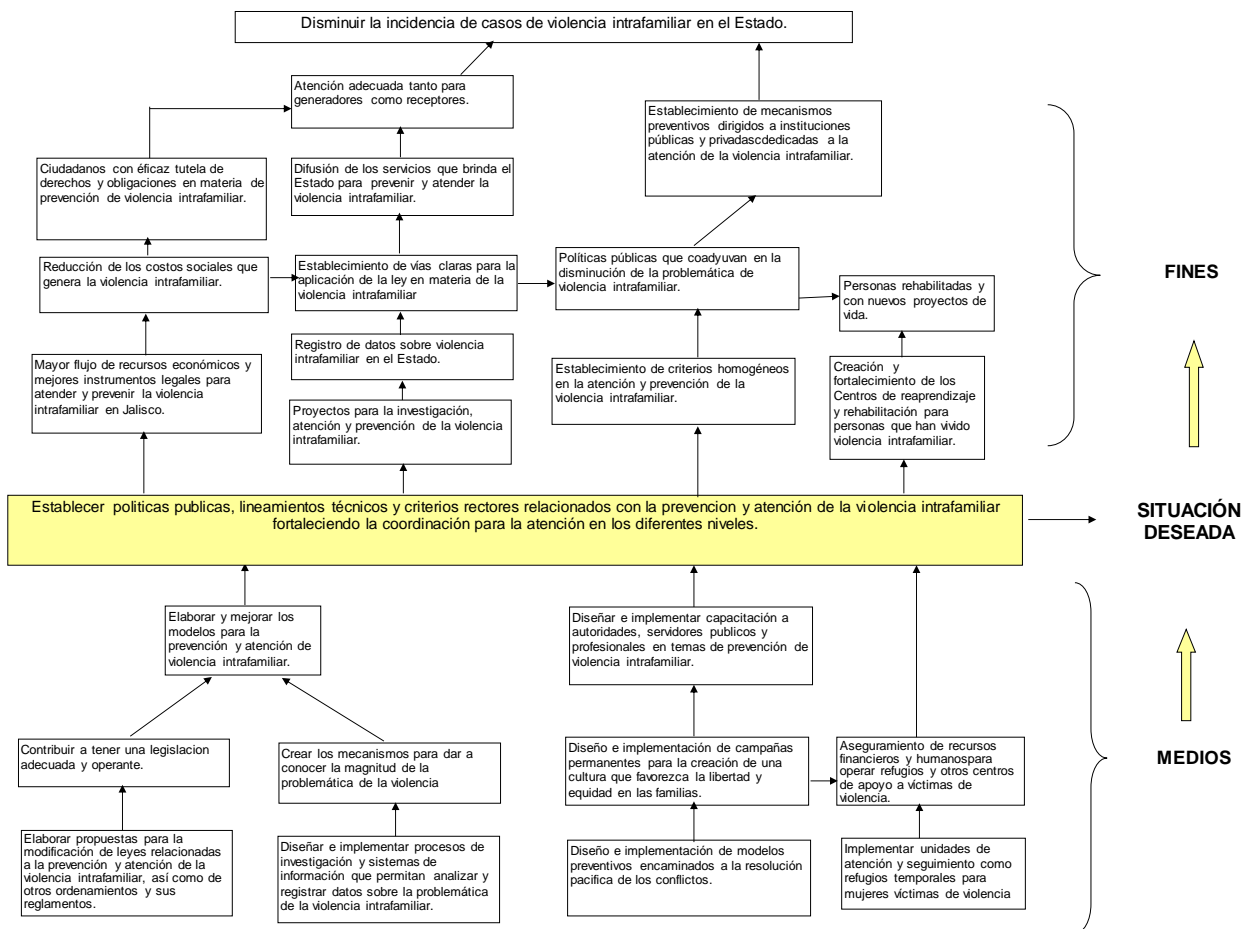 Disminuir la incidencia de casos de violencia intrafamiliar en el Estado.
Atención adecuada tanto para
generadores como receptores.
Establecimiento de mecanismos
preventivos dirigidos a instituciones
públicas y privadascdedicadas a la
atención de la violencia intrafamiliar.
Ciudadanos con éficaz tutela de
derechos y obligaciones en materia de
prevención de violencia intrafamiliar.
Difusión de los servicios que brinda el
Estado para prevenir y atender la
violencia intrafamiliar.
Reducción de los costos sociales que
genera la violencia intrafamiliar.
Establecimiento de vías claras para la
aplicación de la ley en materia de la
violencia intrafamiliar
Políticas públicas que coadyuvan en la
disminución de la problemática de
violencia intrafamiliar.
Personas rehabilitadas y
con nuevos proyectos de
vida.
FINES
Mayor flujo de recursos económicos y
mejores instrumentos legales para
atender y prevenir la violencia
intrafamiliar en Jalisco.
Registro de datos sobre violencia
intrafamiliar en el Estado.
Proyectos para la investigación,
atención y prevención de la violencia
intrafamiliar.
Establecimiento de criterios homogéneos
en la atención y prevención de la
violencia intrafamiliar.
Creación y
fortalecimiento de los
Centros de reaprendizaje
y rehabilitación para
personas que han vivido
violencia intrafamiliar.
Establecer politicas publicas, lineamientos técnicos y criterios rectores relacionados con la prevencion y atención de la violencia intrafamiliar
fortaleciendo la coordinación para la atención en los diferentes niveles.
SITUACIÓN
DESEADA
Elaborar y mejorar los
modelos para la
prevención y atención de
violencia intrafamiliar.
Diseñar e implementar capacitación a
autoridades, servidores publicos y
profesionales en temas de prevención de
violencia intrafamiliar.
Contribuir a tener una legislacion
adecuada y operante.
Crear los mecanismos para dar a
conocer la magnitud de la
problemática de la violencia
Diseño e implementación de campañas
permanentes para la creación de una
cultura que favorezca la libertad y
equidad en las familias.
Aseguramiento de recursos
financieros y humanospara
operar refugios y otros centros
de apoyo a víctimas de
violencia.
MEDIOS
Elaborar propuestas para la
modificación de leyes relacionadas
a la prevención y atención de la
violencia intrafamiliar, así como de
otros ordenamientos y sus
reglamentos.
Diseñar e implementar procesos de
investigación y sistemas de
información que permitan analizar y
registrar datos sobre la problemática
de la violencia intrafamiliar.
Diseño e implementación de modelos
preventivos encaminados a la resolución
pacifica de los conflictos.
Implementar unidades de
atención y seguimiento como
refugios temporales para
mujeres víctimas de violencia